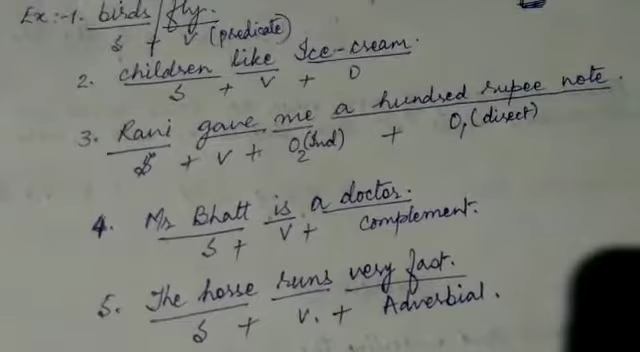 Ex:-1. birds / fly.
S + V (predicate)
2. children like Ice-cream.
S + V + O
3. Rani gave me a hundred rupee note.
S + V + O2 (Ind) + O1 (direct)
4. Mr Bhatt is a doctor.
S + V + complement.
5. The horse runs very fast.
S + V. + Adverbial.